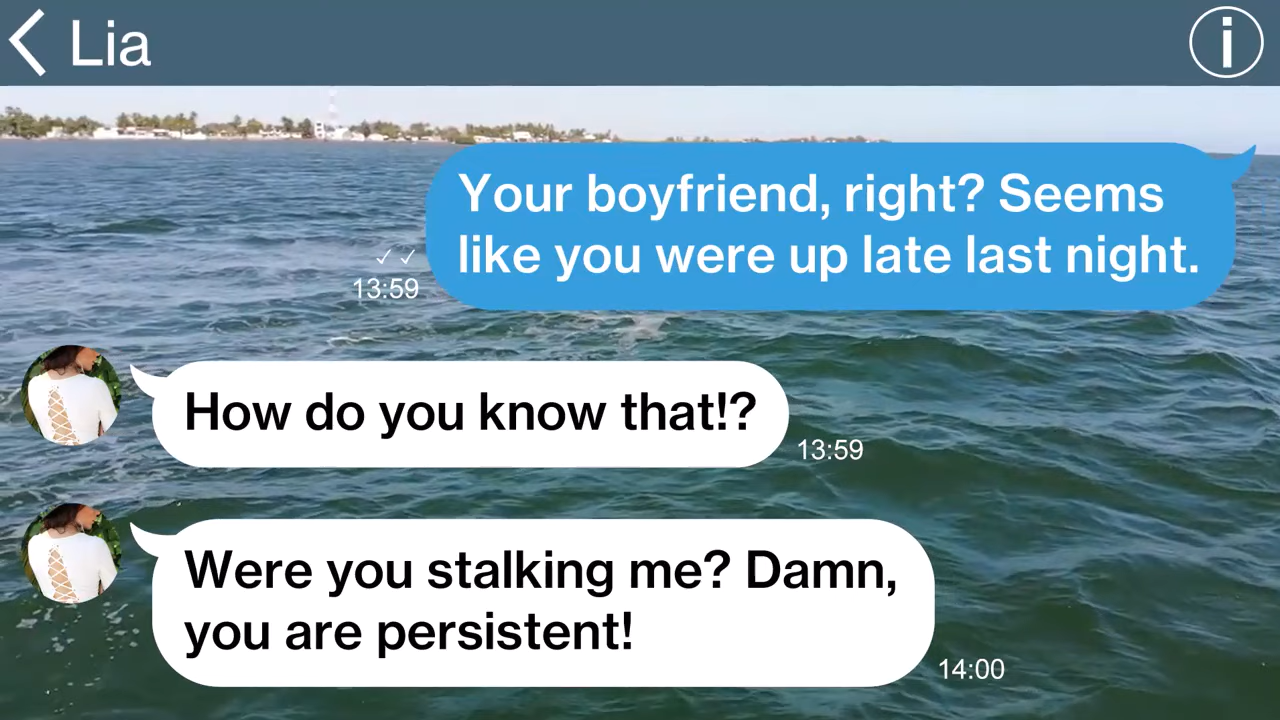 Lia
Your boyfriend, right? Seems
like you were up late last night.
13:59
How do you know that!?
13:59
Were you stalking me? Damn,
you are persistent!
14:00